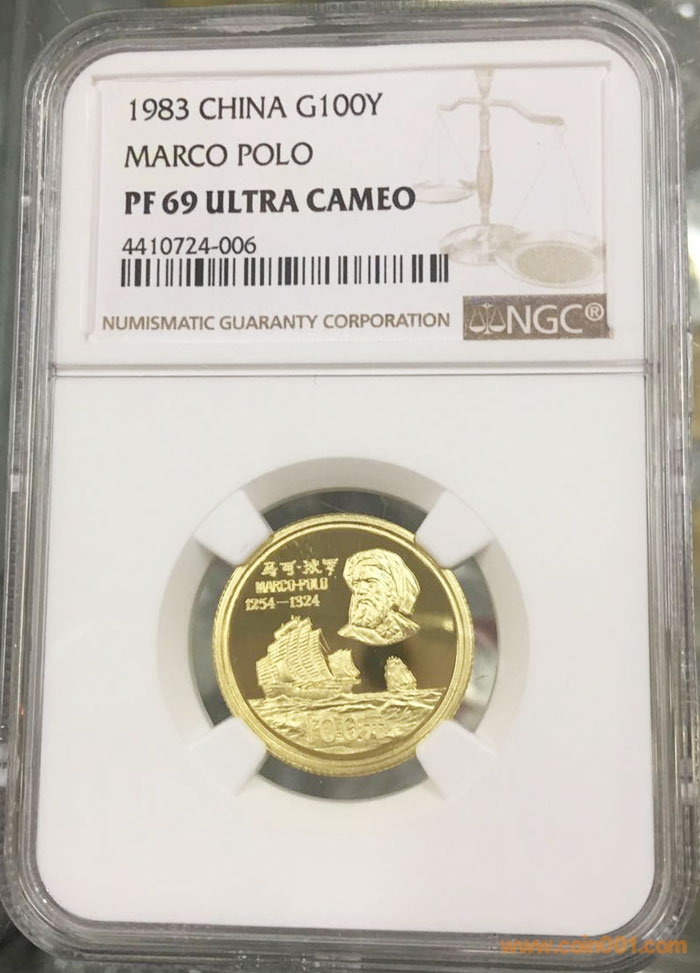 1983 CHINA G100Y
MARCO POLO
PF 69 ULTRA CAMEO
4410724-006
NUMISMATIC GUARANTY CORPORATION
NGC®
马可·波罗
MARCO·POLO
1254—1324
100元
www.coin001.com